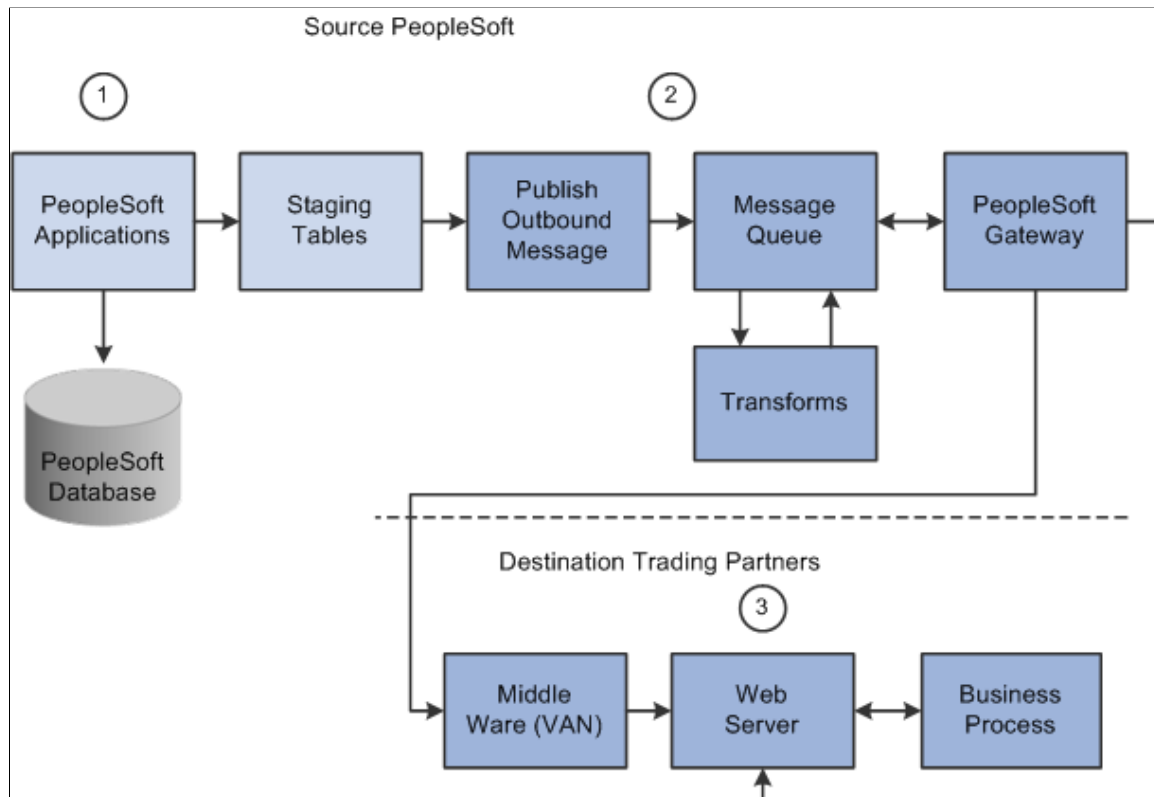 Source PeopleSoft
1
2
PeopleSoft
Applications
Staging
Tables
Publish
Outbound
Message
Message
Queue
PeopleSoft
Gateway
Transforms
PeopleSoft
Database
Destination Trading Partners
3
Middle
Ware (VAN)
Web
Server
Business
Process